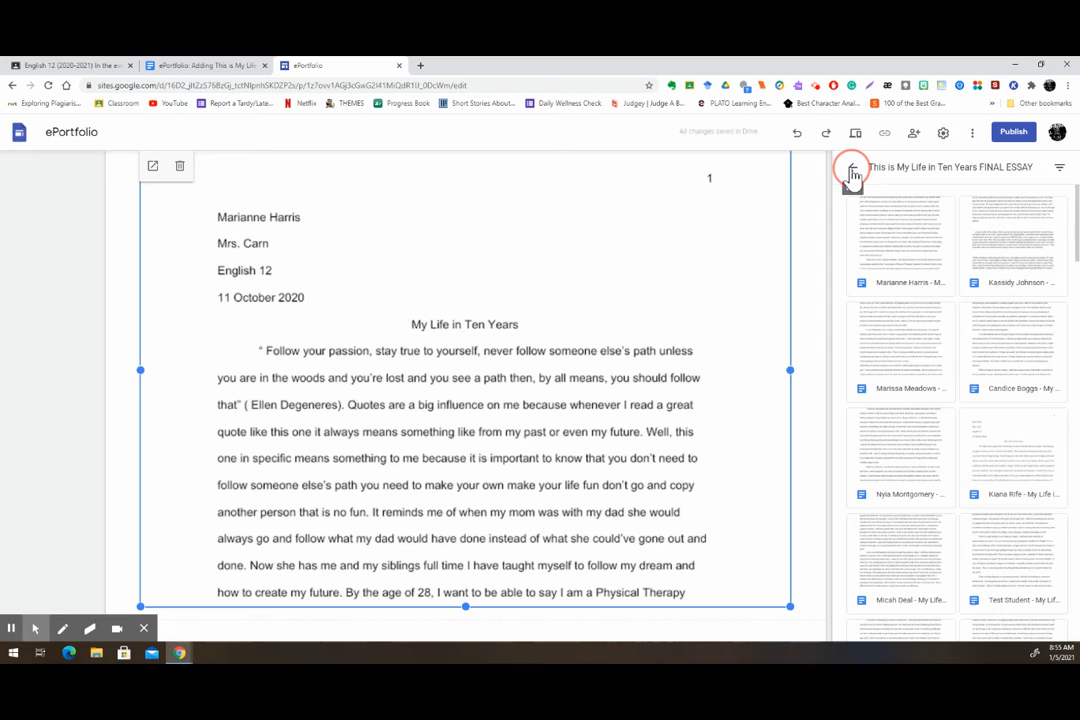 English 12 (2020-2021) In the e
ePortfolio: Adding This is My Life
ePortfolio
sites.google.com/d/16D2_jltZzS76BzGj_tctNlpnhSKDZP2s/p/1z7ovv1AGj3cGwG2I41MiQdR1IJ_0DcWm/edit
Exploring Plagiaris...
Classroom
YouTube
Report a Tardy/Late...
Netflix
THEMES
Progress Book
Short Stories About...
Daily Wellness Check
Judgey | Judge A B...
PLATO Learning En...
Best Character Anal...
100 of the Best Gra...
Other bookmarks
ePortfolio
All changes saved in Drive
Publish
1
This is My Life in Ten Years FINAL ESSAY
Marianne Harris
Mrs. Carn
English 12
11 October 2020
My Life in Ten Years
“ Follow your passion, stay true to yourself, never follow someone else's path unless
you are in the woods and you're lost and you see a path then, by all means, you should follow
that” ( Ellen Degeneres). Quotes are a big influence on me because whenever I read a great
quote like this one it always means something like from my past or even my future. Well, this
one in specific means something to me because it is important to know that you don't need to
follow someone else's path you need to make your own make your life fun don't go and copy
another person that is no fun. It reminds me of when my mom was with my dad she would
always go and follow what my dad would have done instead of what she could've gone out and
done. Now she has me and my siblings full time I have taught myself to follow my dream and
how to create my future. By the age of 28, I want to be able to say I am a Physical Therapy
Marianne Harris - M...
Kassidy Johnson - ...
Marissa Meadows - ...
Candice Boggs - My ...
Nyla Montgomery - ...
Kiana Rife - My Life i...
Micah Deal - My Life...
Test Student - My Lif...
8:55 AM
1/5/2021